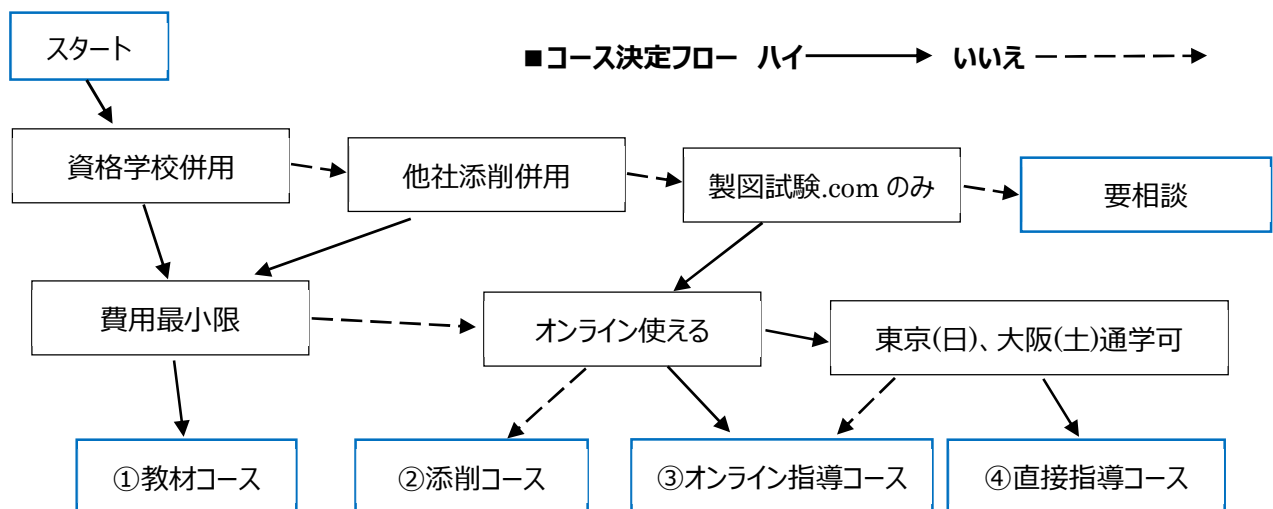 スタート
■コース決定フロー ハイ いいえ
資格学校併用
他社添削併用
製図試験.com のみ
要相談
費用最小限
オンライン使える
東京(日)、大阪(土)通学可
①教材コース
②添削コース
③オンライン指導コース
④直接指導コース